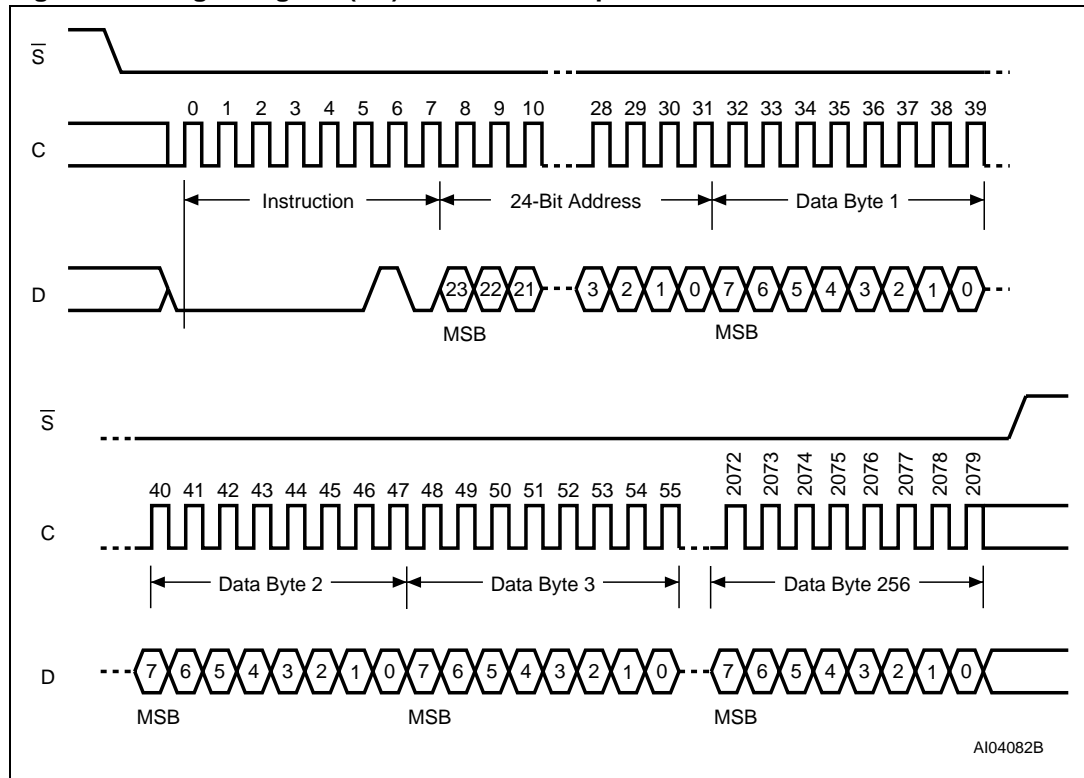 S
0 1 2 3 4 5 6 7 8 9 10 28 29 30 31 32 33 34 35 36 37 38 39
C
Instruction 24-Bit Address Data Byte 1
D 23 22 21 3 2 1 0 7 6 5 4 3 2 1 0
MSB MSB
S
40 41 42 43 44 45 46 47 48 49 50 51 52 53 54 55 2072 2073 2074 2075 2076 2077 2078 2079
C
Data Byte 2 Data Byte 3 Data Byte 256
D 7 6 5 4 3 2 1 0 7 6 5 4 3 2 1 0 7 6 5 4 3 2 1 0
MSB MSB MSB
AI04082B